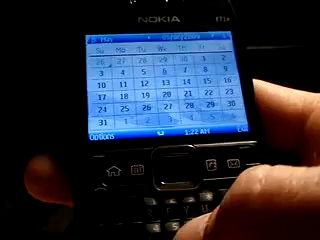 NOKIA
Su Mo Tu We Th Fr Sa
26 27 28 29 30 1 2
3 4 5 6 7 8 9
10 11 12 13 14 15 16
17 18 19 20 21 22 23
24 25 26 27 28 29 30
31 1 2 3 4 5 6
Options 1:22 AM Exit